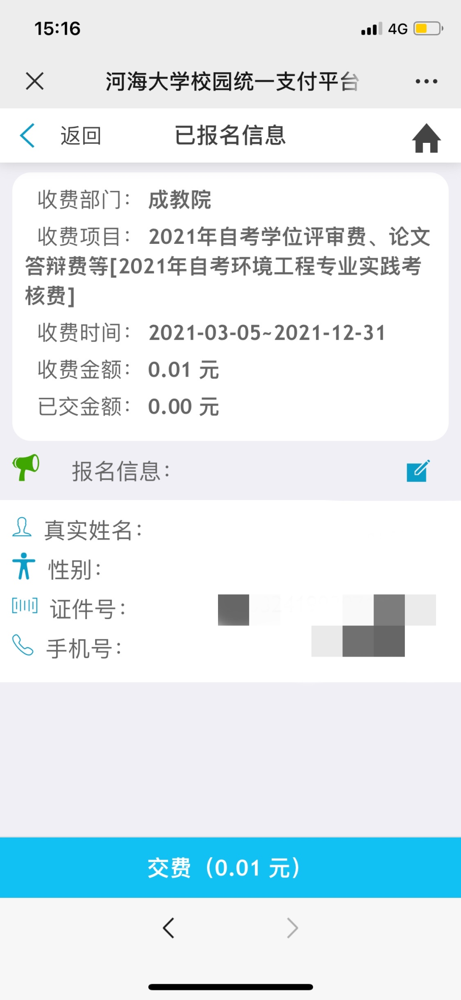 15:16
4G
河海大学校园统一支付平台
返回
已报名信息
收费部门： 成教院
收费项目： 2021年自考学位评审费、论文
答辩费等[2021年自考环境工程专业实践考
核费]
收费时间： 2021-03-05~2021-12-31
收费金额： 0.01 元
已交金额： 0.00 元
报名信息：
真实姓名：
性别：
证件号：
手机号：
交费（0.01 元）